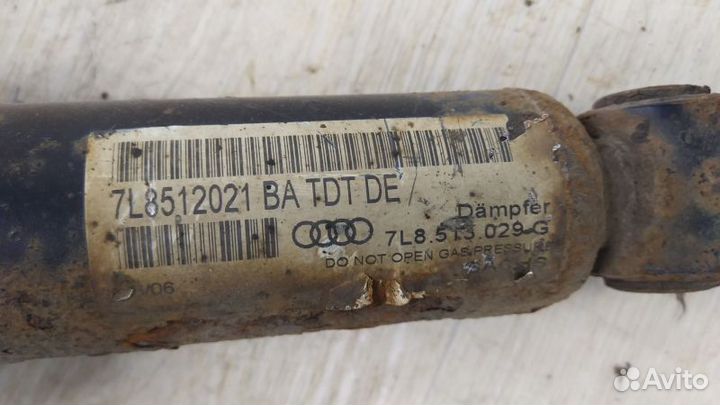 7L8512021 BA TDT DE
Dämpfer
7L8.513.029 G
DO NOT OPEN GAS PRESSURE
/06
Avito